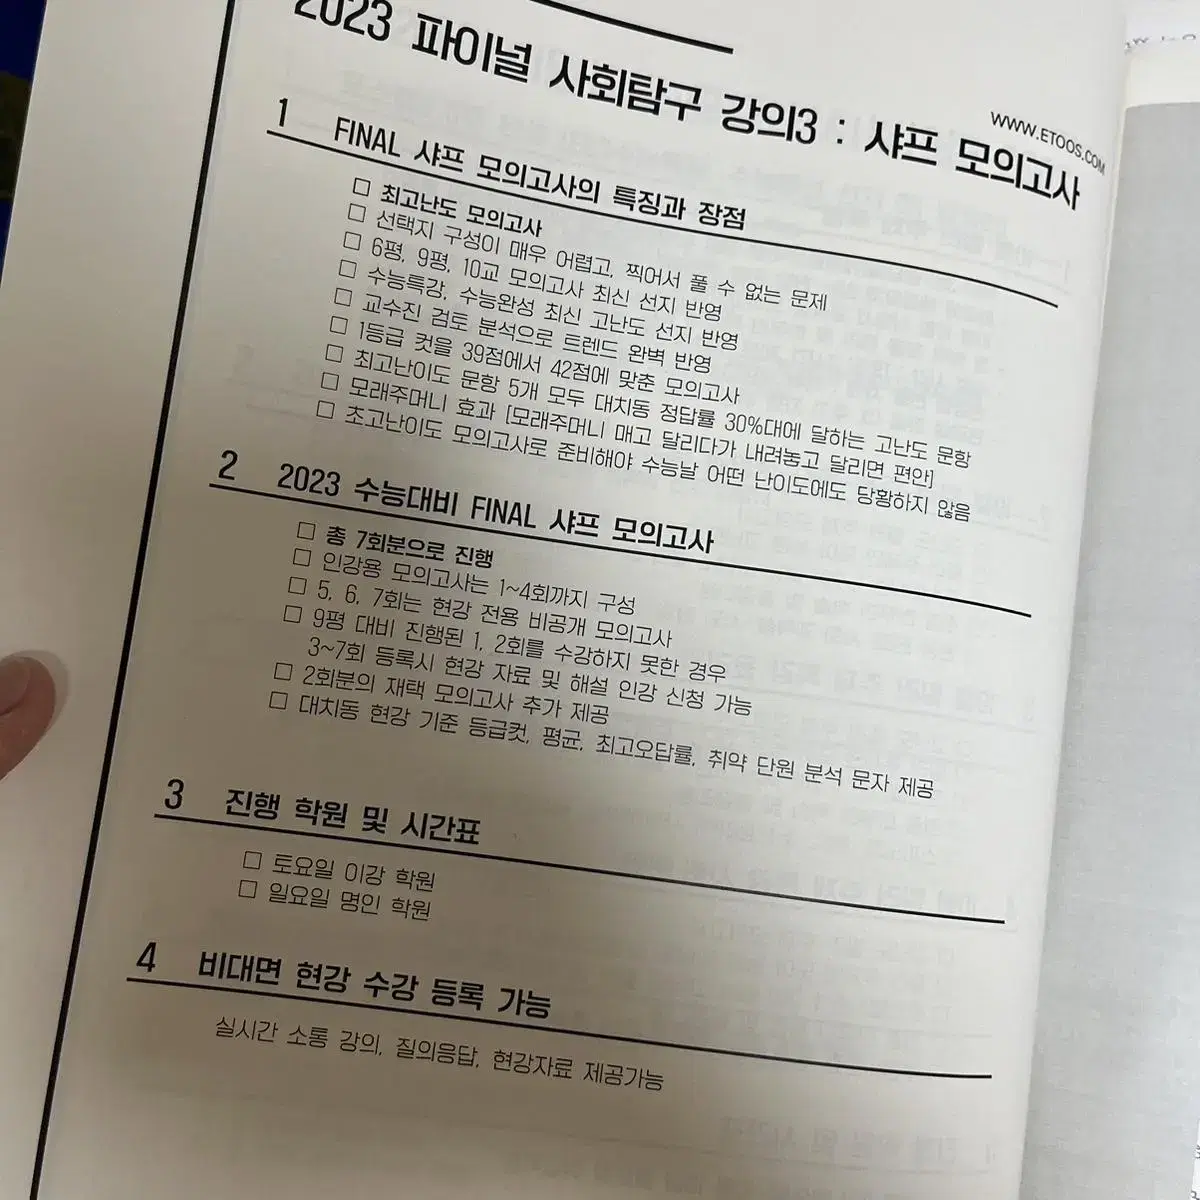 2023 파이널 사회탐구 강의3 : 샤프 모의고사
WWW.ETOOS.COM
1 FINAL 샤프 모의고사의 특징과 장점
□ 최고난도 모의고사
□ 선택지 구성이 매우 어렵고, 찍어서 풀 수 없는 문제
□ 6평, 9평, 10교 모의고사 최신 선지 반영
□ 수능특강, 수능완성 최신 고난도 선지 반영
□ 교수진 검토 분석으로 트렌드 완벽 반영
□ 1등급 컷을 39점에서 42점에 맞춘 모의고사
□ 최고난이도 문항 5개 모두 대치동 정답률 30%대에 달하는 고난도 문항
□ 모래주머니 효과 [모래주머니 매고 달리다가 내려놓고 달리면 편안]
□ 초고난이도 모의고사로 준비해야 수능날 어떤 난이도에도 당황하지 않음
2 2023 수능대비 FINAL 샤프 모의고사
□ 총 7회분으로 진행
□ 인강용 모의고사는 1~4회까지 구성
□ 5, 6, 7회는 현강 전용 비공개 모의고사
□ 9평 대비 진행된 1, 2회를 수강하지 못한 경우
3~7회 등록시 현강 자료 및 해설 인강 신청 가능
□ 2회분의 재택 모의고사 추가 제공
□ 대치동 현강 기준 등급컷, 평균, 최고오답률, 취약 단원 분석 문자 제공
3 진행 학원 및 시간표
□ 토요일 이강 학원
□ 일요일 명인 학원
4 비대면 현강 수강 등록 가능
실시간 소통 강의, 질의응답, 현강자료 제공가능